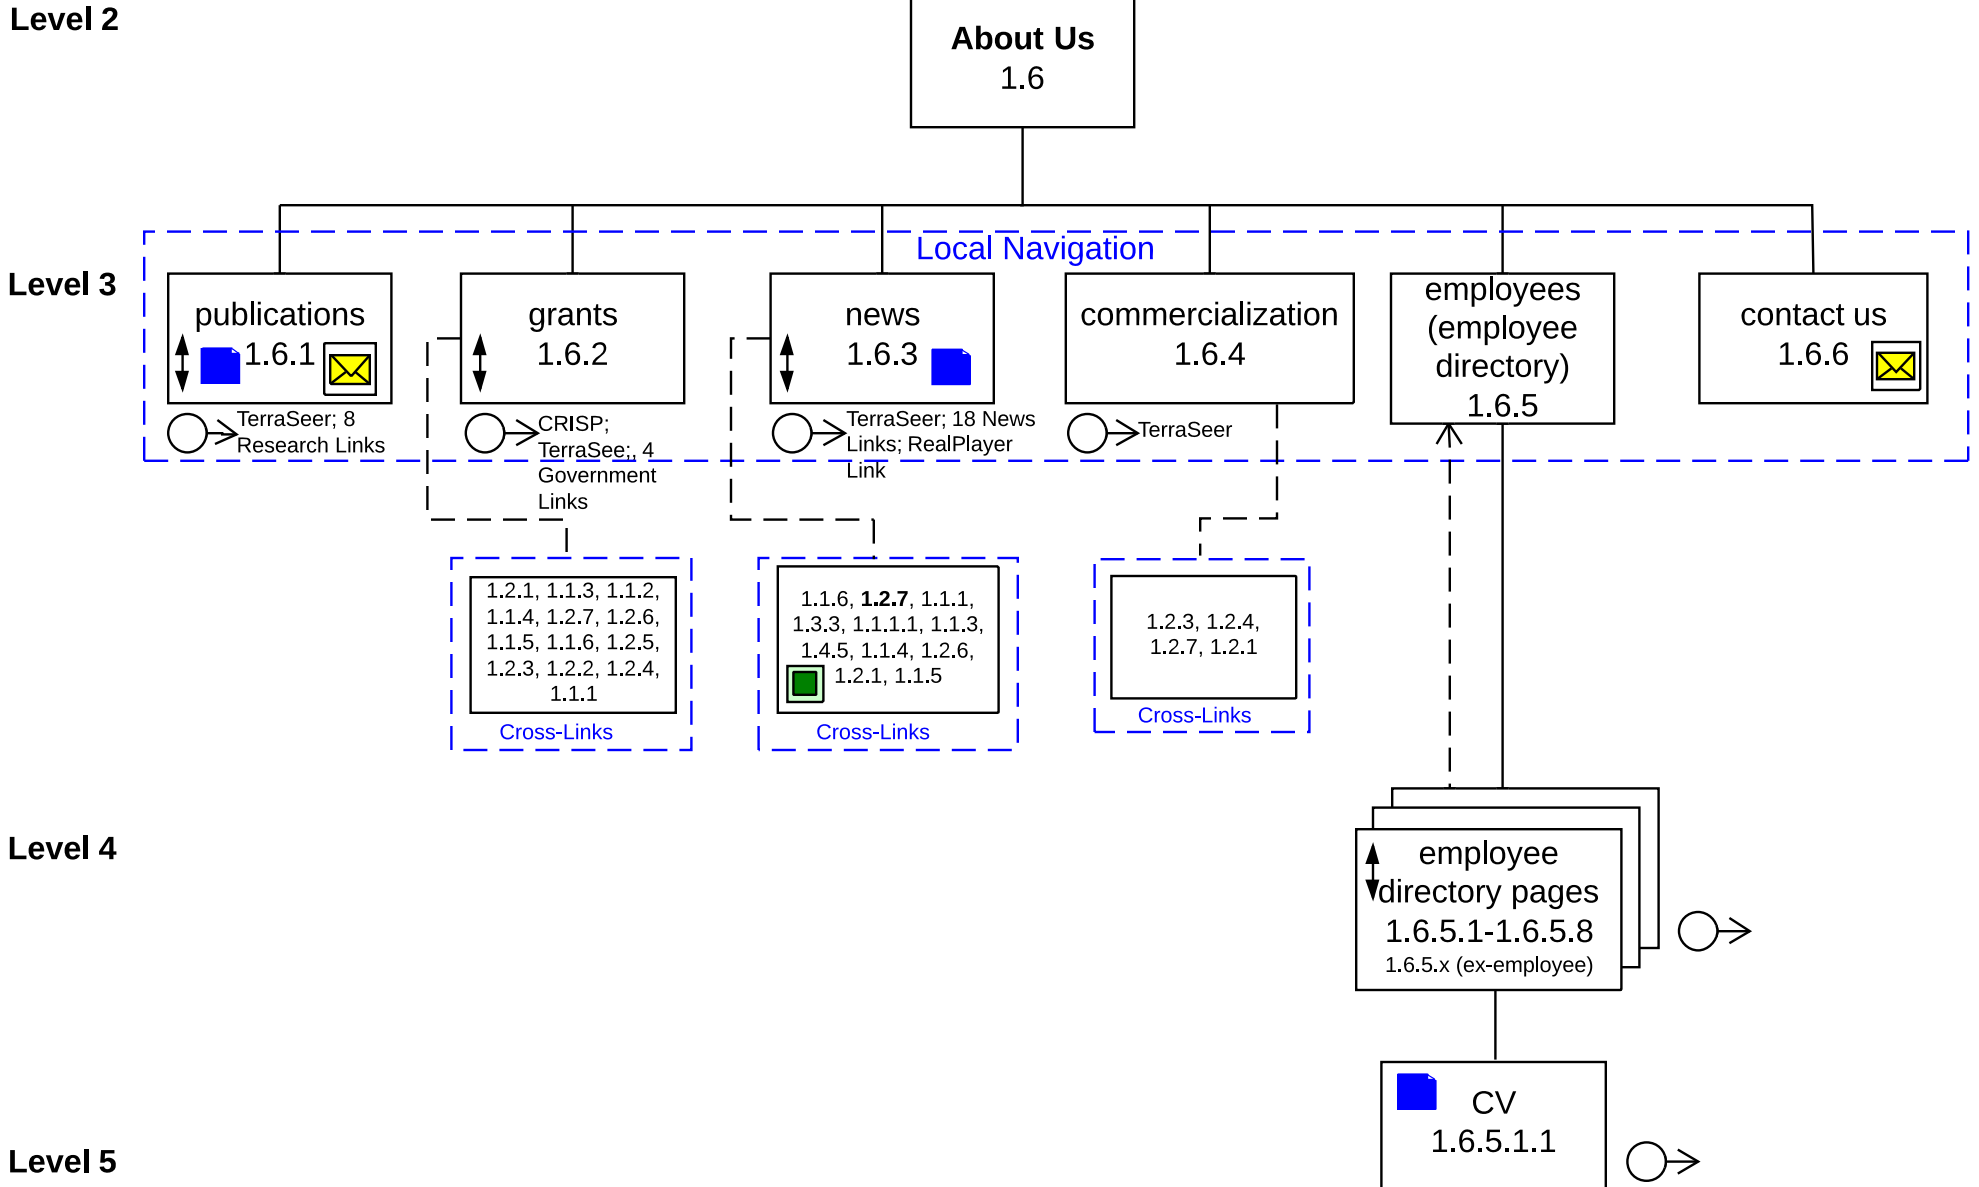 Level 2
About Us
1.6
Local Navigation
Level 3
publications
1.6.1
TerraSeer; 8
Research Links
grants
1.6.2
CRISP;
TerraSee;, 4
Government
Links
news
1.6.3
TerraSeer; 18 News
Links; RealPlayer
Link
commercialization
1.6.4
TerraSeer
employees
(employee
directory)
1.6.5
contact us
1.6.6
1.2.1, 1.1.3, 1.1.2,
1.1.4, 1.2.7, 1.2.6,
1.1.5, 1.1.6, 1.2.5,
1.2.3, 1.2.2, 1.2.4,
1.1.1
Cross-Links
1.1.6, 1.2.7, 1.1.1,
1.3.3, 1.1.1.1, 1.1.3,
1.4.5, 1.1.4, 1.2.6,
1.2.1, 1.1.5
Cross-Links
1.2.3, 1.2.4,
1.2.7, 1.2.1
Cross-Links
Level 4
employee
directory pages
1.6.5.1-1.6.5.8
1.6.5.x (ex-employee)
Level 5
CV
1.6.5.1.1